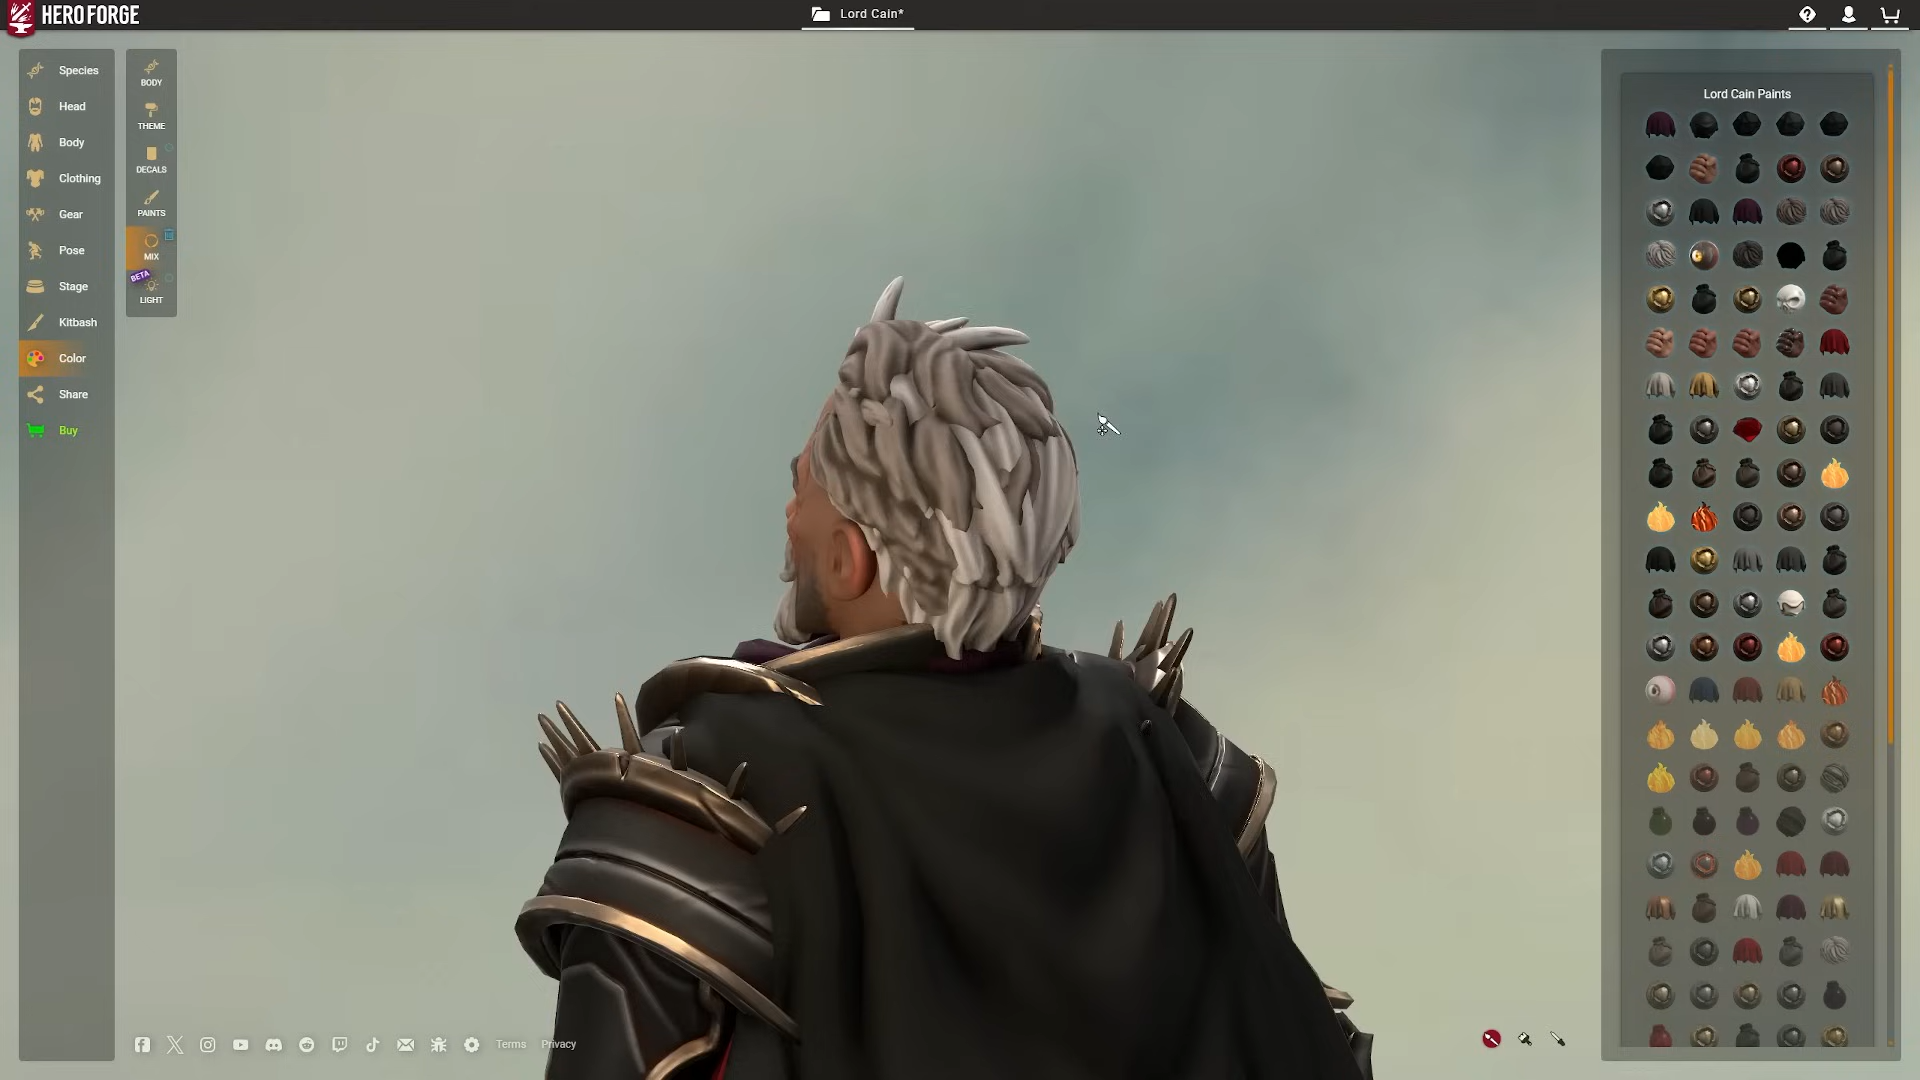 HERO FORGE
Lord Cain*
Species
Head
Body
Clothing
Gear
Pose
Stage
Kitbash
Color
Share
Buy
BODY
THEME
DECALS
PAINTS
MIX
BETA
LIGHT
Lord Cain Paints
Terms
Privacy